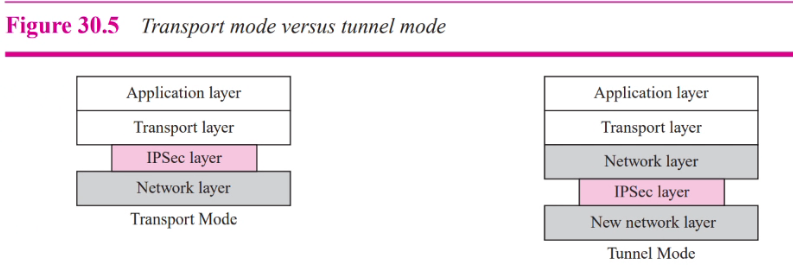 Figure 30.5 Transport mode versus tunnel mode
Application layer
Transport layer
IPSec layer
Network layer
Transport Mode
Application layer
Transport layer
Network layer
IPSec layer
New network layer
Tunnel Mode